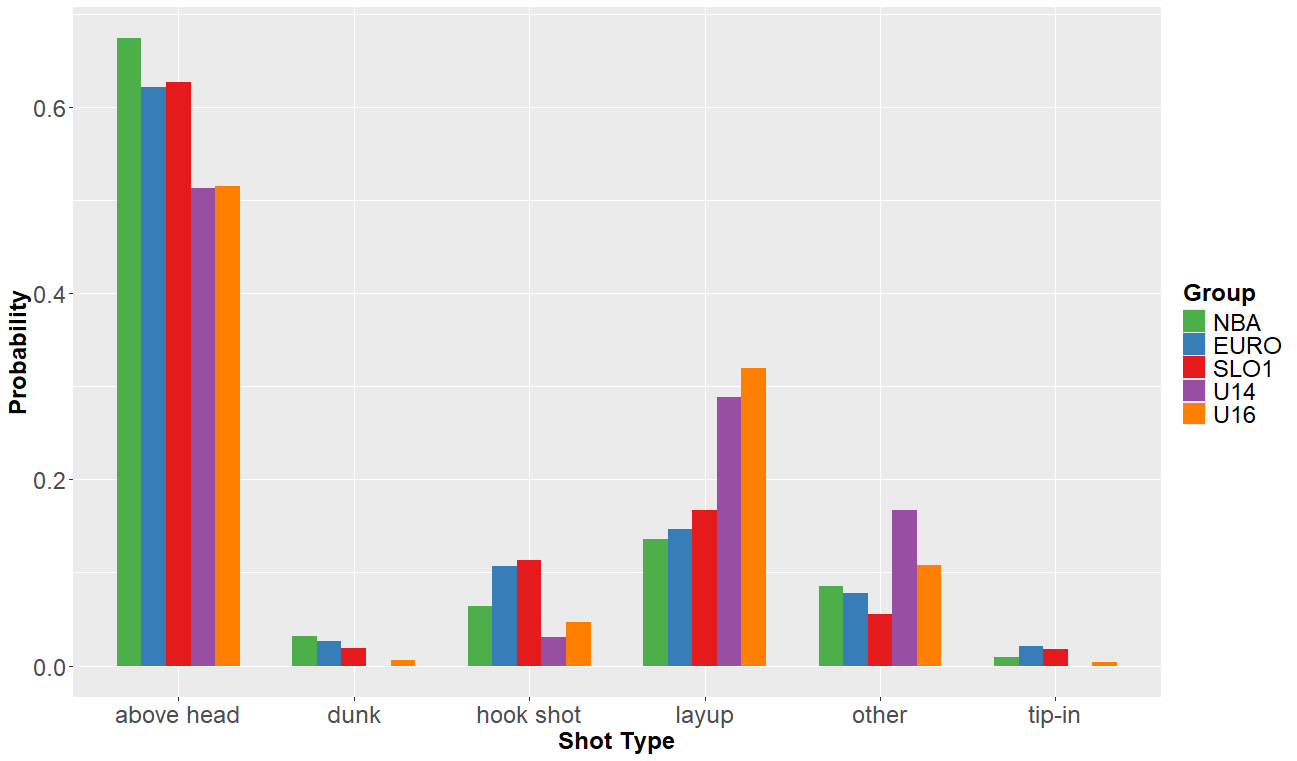 Probability
0.6
0.4
0.2
0.0
above head
dunk
hook shot
layup
other
tip-in
Shot Type
Group
NBA
EURO
SLO1
U14
U16